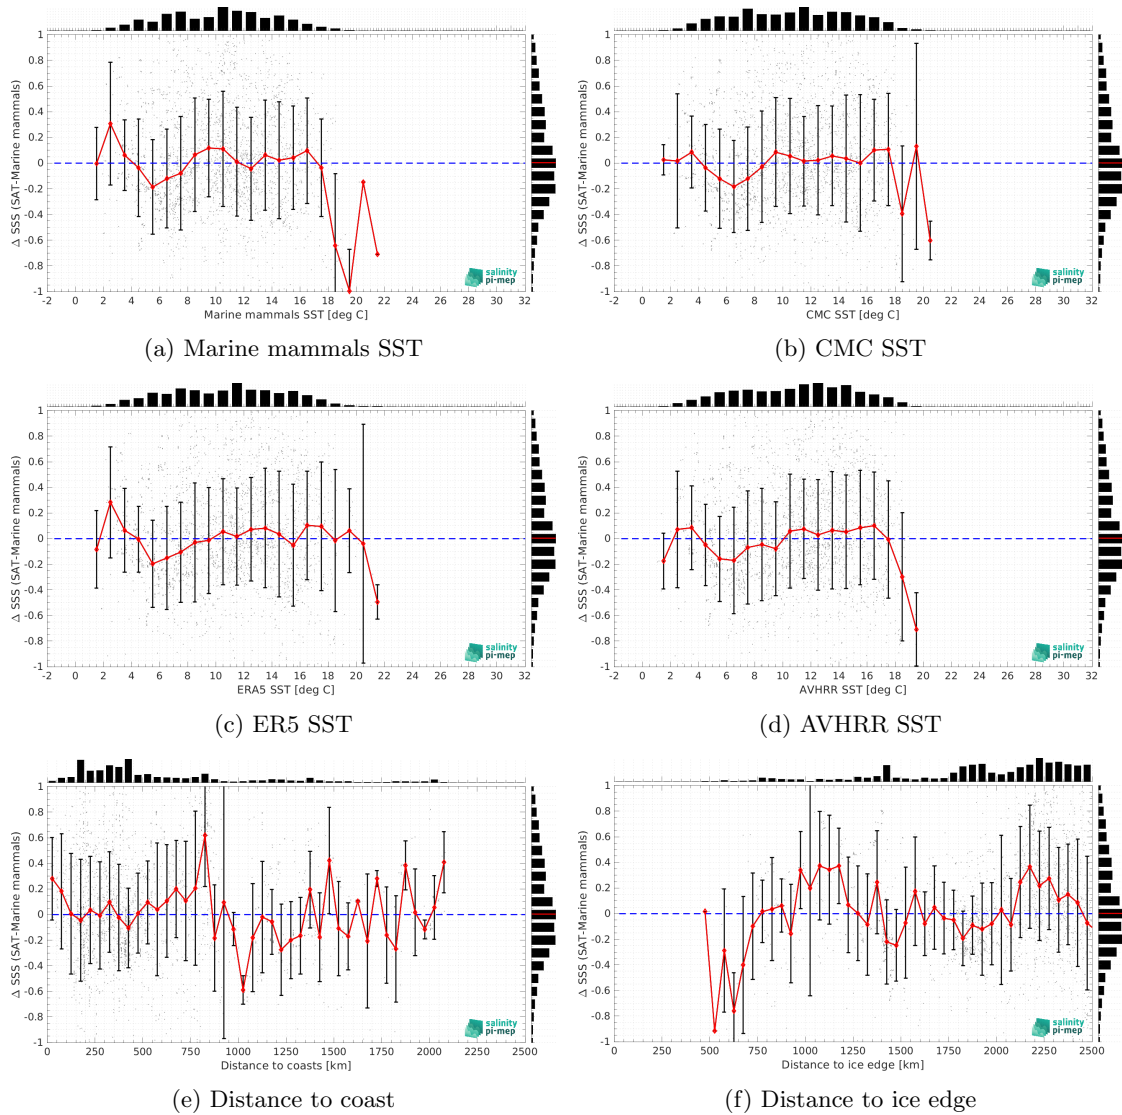 1
0.8
0.6
0.4
0.2
0
-0.2
-0.4
-0.6
-0.8
-1
Δ SSS (SAT-Marine mammals)
-2 0 2 4 6 8 10 12 14 16 18 20 22 24 26 28 30 32
Marine mammals SST [deg C]
salinity
pi-mep
(a) Marine mammals SST
1
0.8
0.6
0.4
0.2
0
-0.2
-0.4
-0.6
-0.8
-1
Δ SSS (SAT-Marine mammals)
-2 0 2 4 6 8 10 12 14 16 18 20 22 24 26 28 30 32
CMC SST [deg C]
salinity
pi-mep
(b) CMC SST
1
0.8
0.6
0.4
0.2
0
-0.2
-0.4
-0.6
-0.8
-1
Δ SSS (SAT-Marine mammals)
-2 0 2 4 6 8 10 12 14 16 18 20 22 24 26 28 30 32
ERA5 SST [deg C]
salinity
pi-mep
(c) ER5 SST
1
0.8
0.6
0.4
0.2
0
-0.2
-0.4
-0.6
-0.8
-1
Δ SSS (SAT-Marine mammals)
-2 0 2 4 6 8 10 12 14 16 18 20 22 24 26 28 30 32
AVHRR SST [deg C]
salinity
pi-mep
(d) AVHRR SST
1
0.8
0.6
0.4
0.2
0
-0.2
-0.4
-0.6
-0.8
-1
Δ SSS (SAT-Marine mammals)
0 250 500 750 1000 1250 1500 1750 2000 2250 2500
Distance to coasts [km]
salinity
pi-mep
(e) Distance to coast
1
0.8
0.6
0.4
0.2
0
-0.2
-0.4
-0.6
-0.8
-1
Δ SSS (SAT-Marine mammals)
0 500 1000 1500 2000 2500
Distance to ice edge [km]
salinity
pi-mep
(f) Distance to ice edge